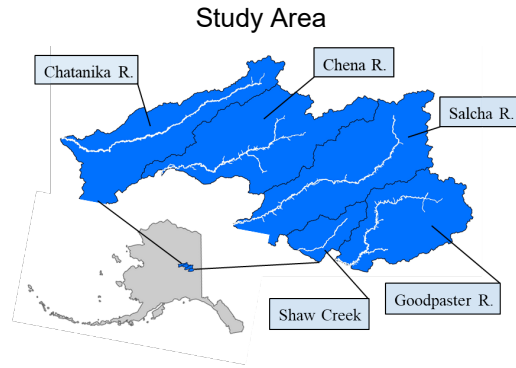 Study Area
Chena R.
Chatanika R.
Salcha R.
Goodpaster R.
Shaw Creek